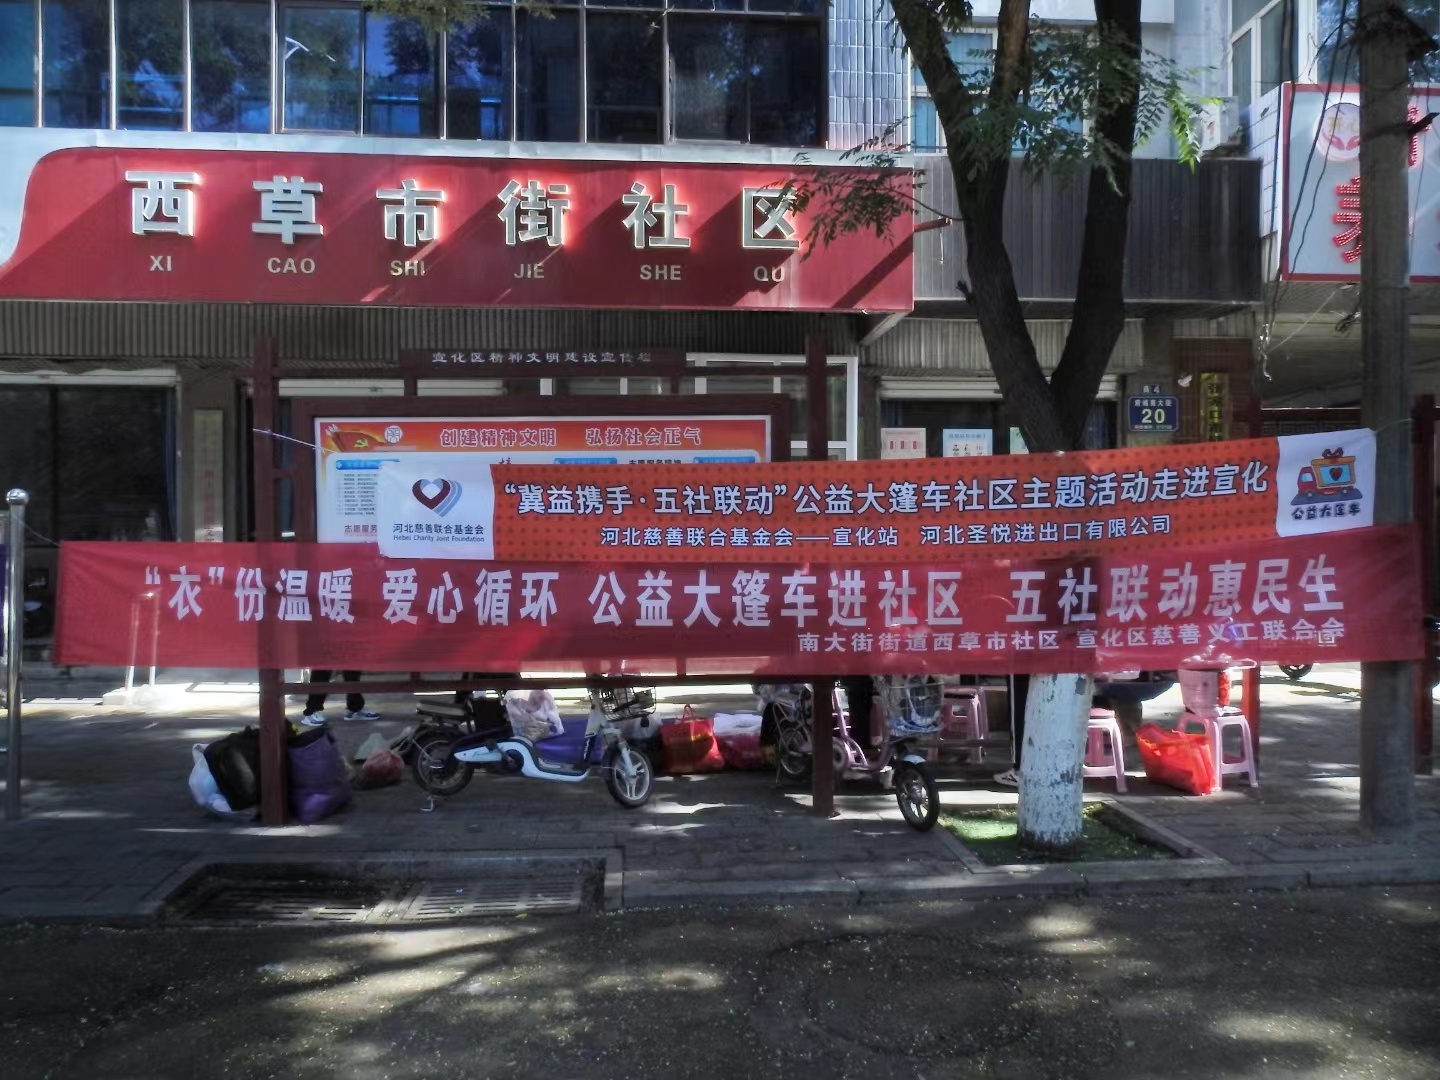 西草市街社区
XI CAO SHI JIE SHE QU
宣化区精神文明建设宣传栏
创建精神文明 弘扬社会正气
20
河北慈善联合基金会
Hebei Charity Joint Foundation
“冀益携手·五社联动”公益大篷车社区主题活动走进宣化
河北慈善联合基金会——宣化站 河北圣悦进出口有限公司
公益大篷车
“衣”份温暖 爱心循环 公益大篷车进社区 五社联动惠民生
南大街街道西草市社区 宣化区慈善义工联合会